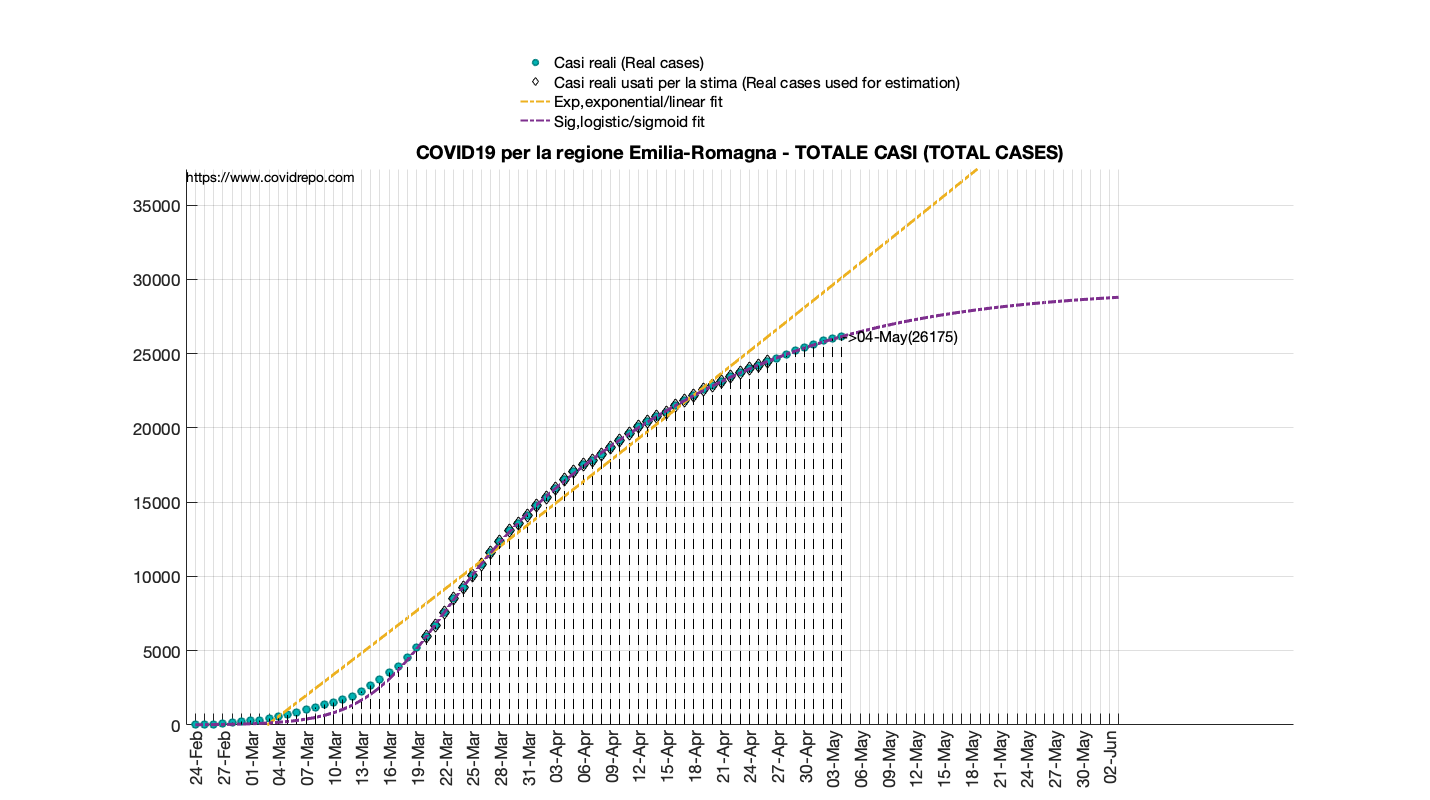 Casi reali (Real cases)
Casi reali usati per la stima (Real cases used for estimation)
Exp,exponential/linear fit
Sig,logistic/sigmoid fit
COVID19 per la regione Emilia-Romagna - TOTALE CASI (TOTAL CASES)
https://www.covidrepo.com
35000
30000
25000
20000
15000
10000
5000
0
>04-May(26175)
24-Feb
27-Feb
01-Mar
04-Mar
07-Mar
10-Mar
13-Mar
16-Mar
19-Mar
22-Mar
25-Mar
28-Mar
31-Mar
03-Apr
06-Apr
09-Apr
12-Apr
15-Apr
18-Apr
21-Apr
24-Apr
27-Apr
30-Apr
03-May
06-May
09-May
12-May
15-May
18-May
21-May
24-May
27-May
30-May
02-Jun